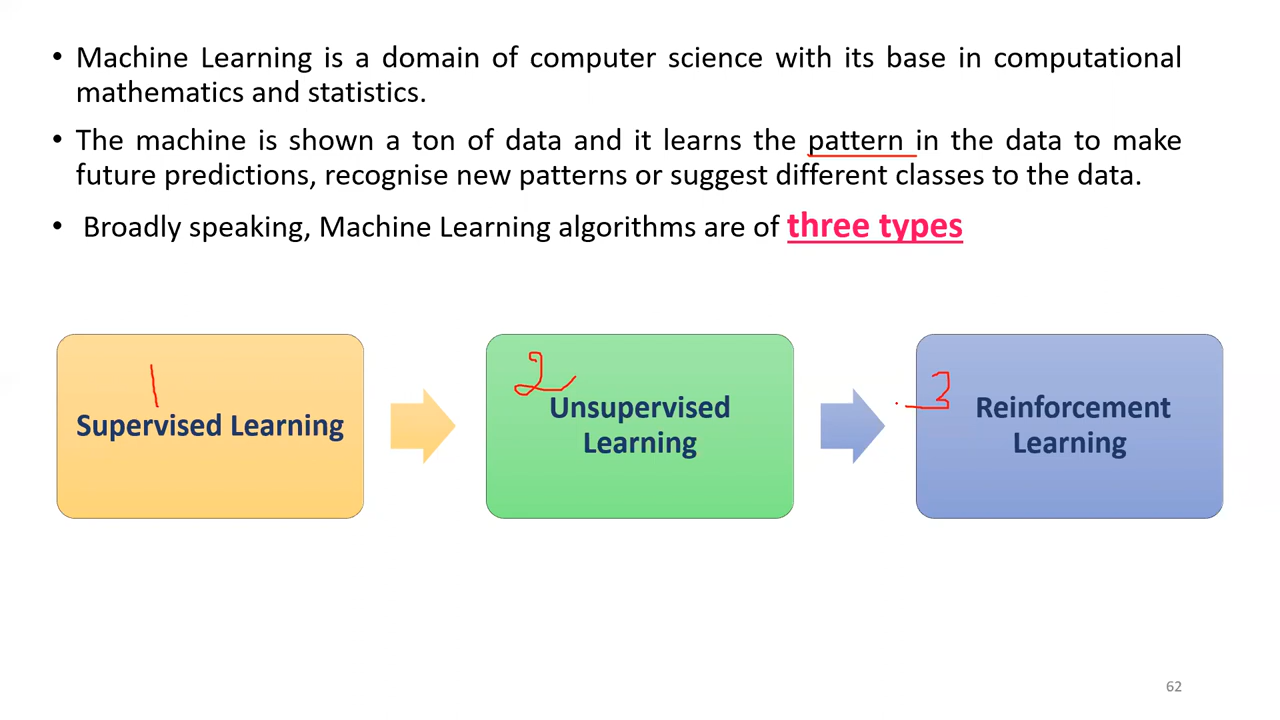 • Machine Learning is a domain of computer science with its base in computational
mathematics and statistics.
• The machine is shown a ton of data and it learns the pattern in the data to make
future predictions, recognise new patterns or suggest different classes to the data.
• Broadly speaking, Machine Learning algorithms are of three types
1
Supervised Learning
2
Unsupervised
Learning
3
Reinforcement
Learning
62